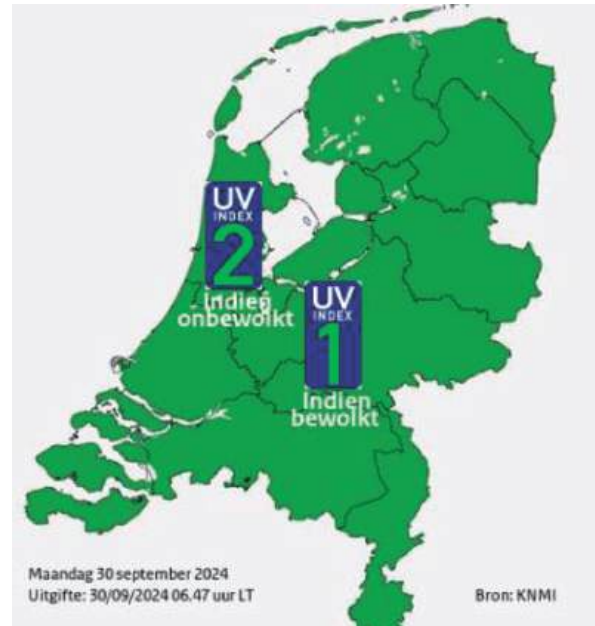 UV
INDEX
2
indien
onbewolkt
UV
INDEX
1
indien
bewolkt
Maandag 30 september 2024
Uitgifte: 30/09/2024 06.47 uur LT
Bron: KNMI